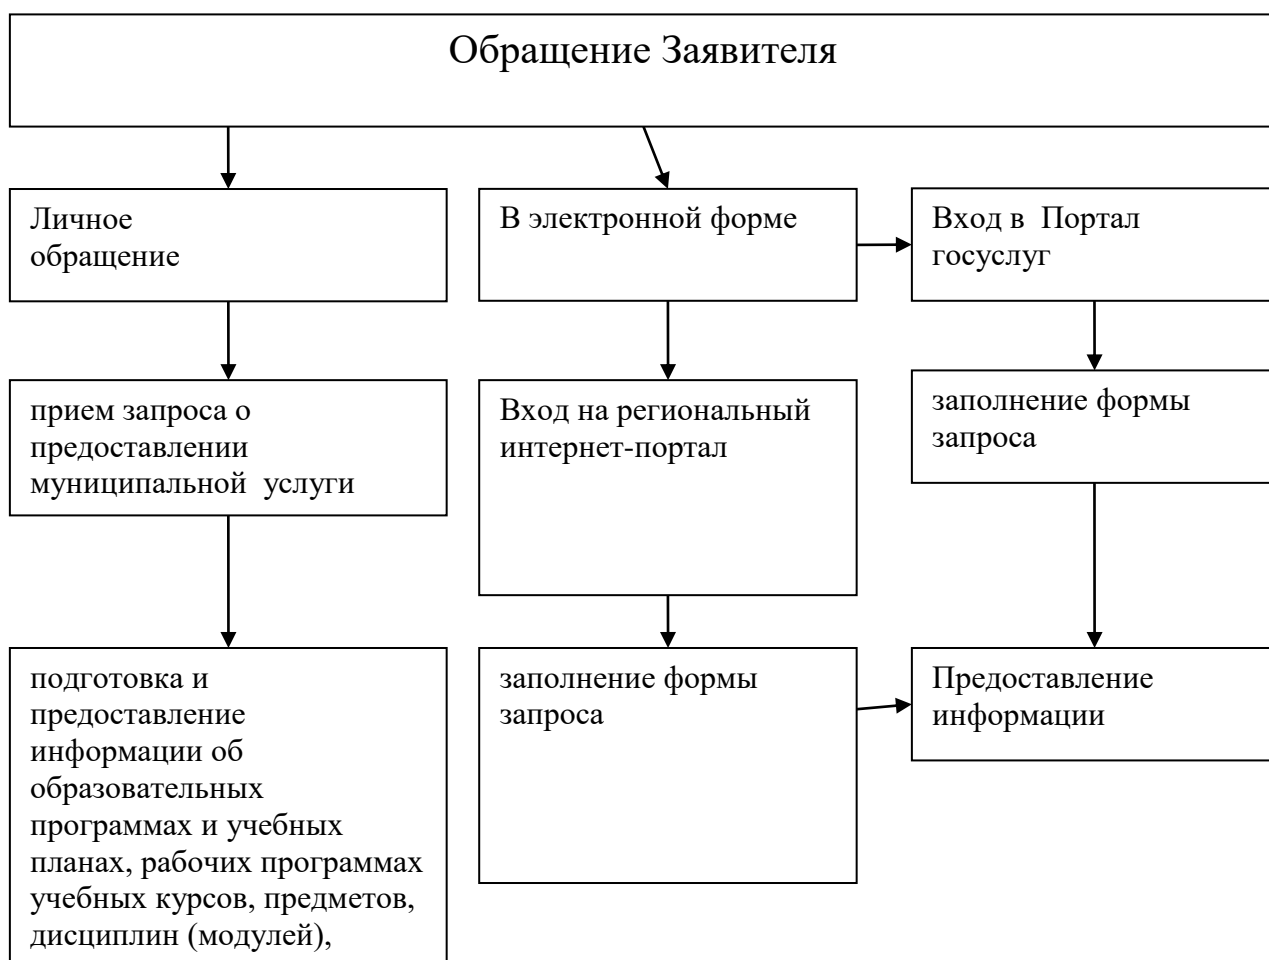 Обращение Заявителя
Личное
обращение
В электронной форме
Вход в  Портал
госуслуг
прием запроса о
предоставлении
муниципальной  услуги
Вход на региональный
интернет-портал
заполнение формы
запроса
подготовка и
предоставление
информации об
образовательных
программах и учебных
планах, рабочих программах
учебных курсов, предметов,
дисциплин (модулей),
заполнение формы
запроса
Предоставление
информации